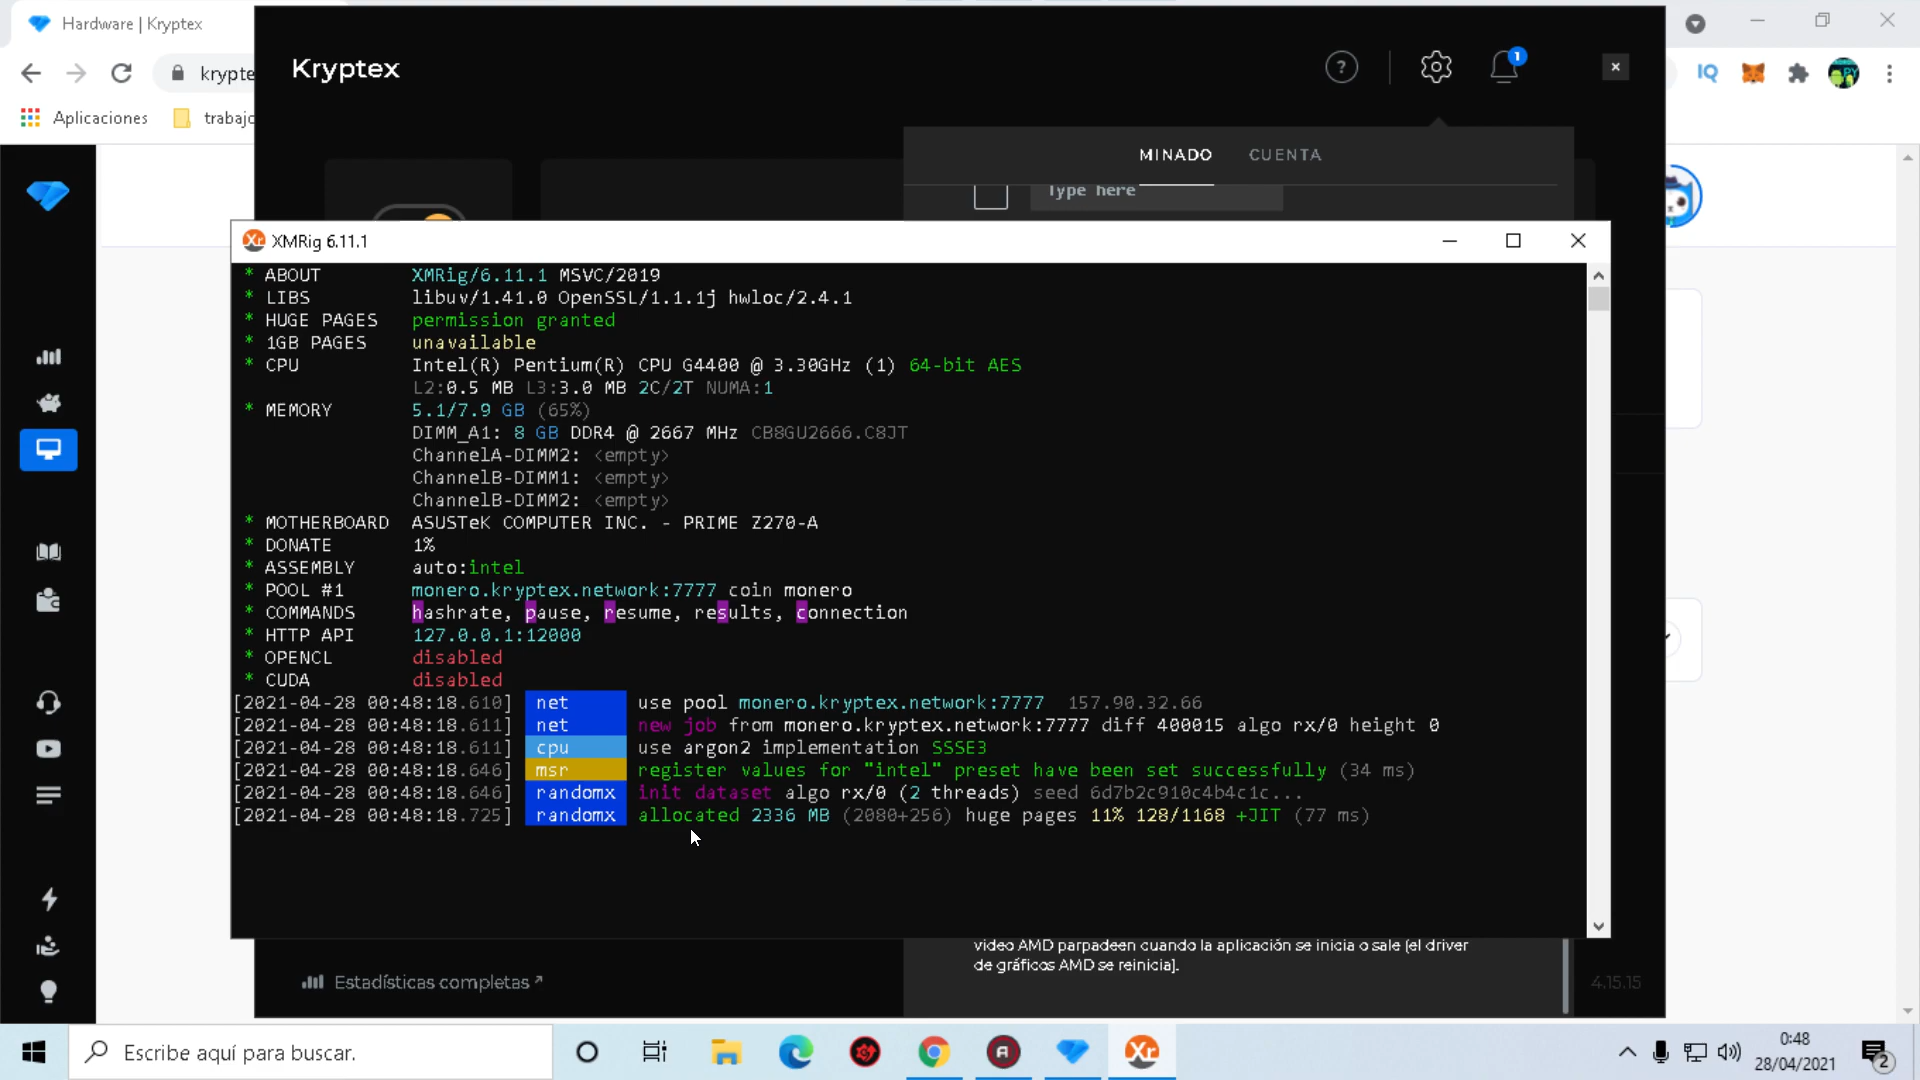 Hardware | Kryptex
krypte
Aplicaciones
trabajo
Kryptex
1
MINADO
CUENTA
Type here
XMRig 6.11.1
* ABOUT XMRig/6.11.1 MSVC/2019
* LIBS libuv/1.41.0 OpenSSL/1.1.1j hwloc/2.4.1
* HUGE PAGES permission granted
* 1GB PAGES unavailable
* CPU Intel(R) Pentium(R) CPU G4400 @ 3.30GHz (1) 64-bit AES
L2:0.5 MB L3:3.0 MB 2C/2T NUMA:1
* MEMORY 5.1/7.9 GB (65%)
DIMM_A1: 8 GB DDR4 @ 2667 MHz CB8GU2666.C8JT
ChannelA-DIMM2: <empty>
ChannelB-DIMM1: <empty>
ChannelB-DIMM2: <empty>
* MOTHERBOARD ASUSTeK COMPUTER INC. - PRIME Z270-A
* DONATE 1%
* ASSEMBLY auto:intel
* POOL #1 monero.kryptex.network:7777 coin monero
* COMMANDS hashrate, pause, resume, results, connection
* HTTP API 127.0.0.1:12000
* OPENCL disabled
* CUDA disabled
[2021-04-28 00:48:18.610] net use pool monero.kryptex.network:7777 157.90.32.66
[2021-04-28 00:48:18.611] net new job from monero.kryptex.network:7777 diff 400015 algo rx/0 height 0
[2021-04-28 00:48:18.611] cpu use argon2 implementation SSSE3
[2021-04-28 00:48:18.646] msr register values for "intel" preset have been set successfully (34 ms)
[2021-04-28 00:48:18.646] randomx init dataset algo rx/0 (2 threads) seed 6d7b2c910c4b4c1c...
[2021-04-28 00:48:18.725] randomx allocated 2336 MB (2080+256) huge pages 11% 128/1168 +JIT (77 ms)
video AMD parpadeen cuando la aplicación se inicia o sale (el driver
de gráficos AMD se reinicia).
Estadísticas completas
4.15.15
Escribe aquí para buscar.
0:48
28/04/2021
2